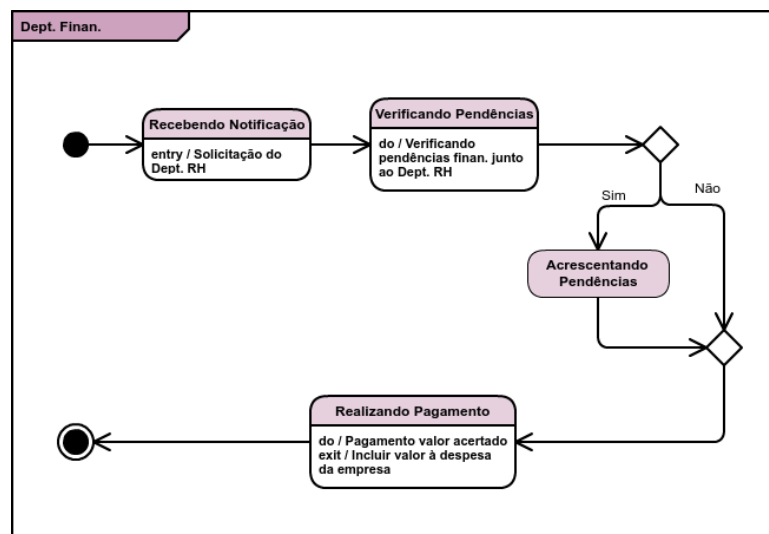 Dept. Finan.
Recebendo Notificação
entry / Solicitação do
Dept. RH
Verificando Pendências
do / Verificando
pendências finan. junto
ao Dept. RH
Sim
Não
Acrescentando
Pendências
Realizando Pagamento
do / Pagamento valor acertado
exit / Incluir valor à despesa
da empresa